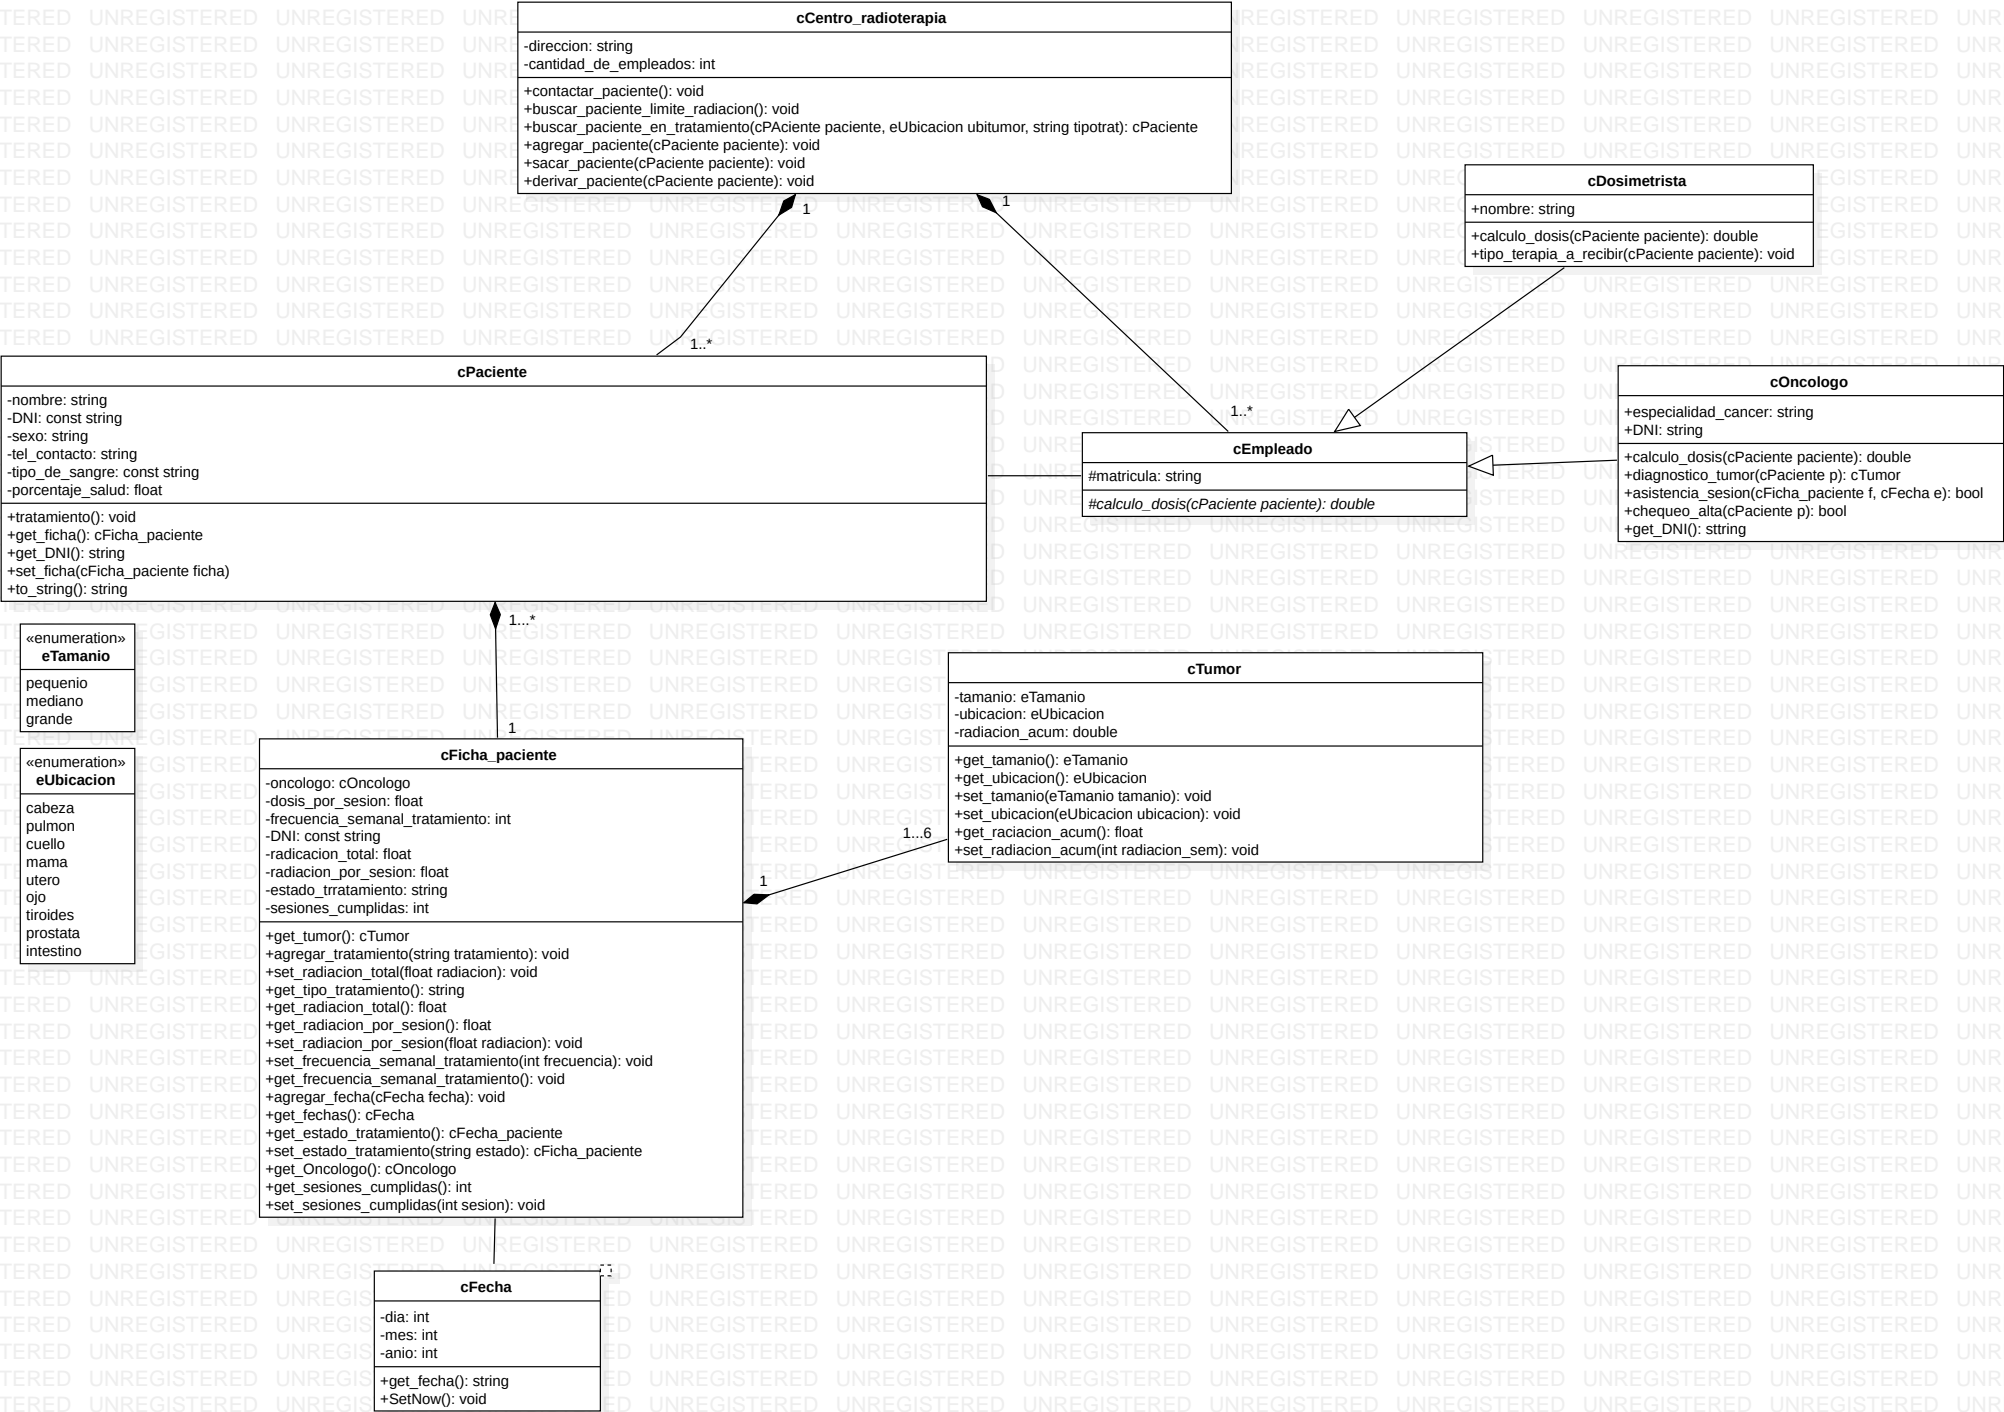 cCentro_radioterapia
-direccion: string
-cantidad_de_empleados: int
+contactar_paciente(): void
+buscar_paciente_limite_radiacion(): void
+buscar_paciente_en_tratamiento(cPAciente paciente, eUbicacion ubitumor, string tipotrat): cPaciente
+agregar_paciente(cPaciente paciente): void
+sacar_paciente(cPaciente paciente): void
+derivar_paciente(cPaciente paciente): void
1
1
cDosimetrista
+nombre: string
+calculo_dosis(cPaciente paciente): double
+tipo_terapia_a_recibir(cPaciente paciente): void
1..*
1..*
cPaciente
-nombre: string
-DNI: const string
-sexo: string
-tel_contacto: string
-tipo_de_sangre: const string
-porcentaje_salud: float
+tratamiento(): void
+get_ficha(): cFicha_paciente
+get_DNI(): string
+set_ficha(cFicha_paciente ficha)
+to_string(): string
cEmpleado
#matricula: string
#calculo_dosis(cPaciente paciente): double
cOncologo
+especialidad_cancer: string
+DNI: string
+calculo_dosis(cPaciente paciente): double
+diagnostico_tumor(cPaciente p): cTumor
+asistencia_sesion(cFicha_paciente f, cFecha e): bool
+chequeo_alta(cPaciente p): bool
+get_DNI(): sttring
1...*
1
«enumeration»
eTamanio
pequenio
mediano
grande
«enumeration»
eUbicacion
cabeza
pulmon
cuello
mama
utero
ojo
tiroides
prostata
intestino
cFicha_paciente
-oncologo: cOncologo
-dosis_por_sesion: float
-frecuencia_semanal_tratamiento: int
-DNI: const string
-radicacion_total: float
-radiacion_por_sesion: float
-estado_trratamiento: string
-sesiones_cumplidas: int
+get_tumor(): cTumor
+agregar_tratamiento(string tratamiento): void
+set_radiacion_total(float radiacion): void
+get_tipo_tratamiento(): string
+get_radiacion_total(): float
+get_radiacion_por_sesion(): float
+set_radiacion_por_sesion(float radiacion): void
+set_frecuencia_semanal_tratamiento(int frecuencia): void
+get_frecuencia_semanal_tratamiento(): void
+agregar_fecha(cFecha fecha): void
+get_fechas(): cFecha
+get_estado_tratamiento(): cFecha_paciente
+set_estado_tratamiento(string estado): cFicha_paciente
+get_Oncologo(): cOncologo
+get_sesiones_cumplidas(): int
+set_sesiones_cumplidas(int sesion): void
1
1...6
cTumor
-tamanio: eTamanio
-ubicacion: eUbicacion
-radiacion_acum: double
+get_tamanio(): eTamanio
+get_ubicacion(): eUbicacion
+set_tamanio(eTamanio tamanio): void
+set_ubicacion(eUbicacion ubicacion): void
+get_raciacion_acum(): float
+set_radiacion_acum(int radiacion_sem): void
cFecha
-dia: int
-mes: int
-anio: int
+get_fecha(): string
+SetNow(): void
UNREGISTERED